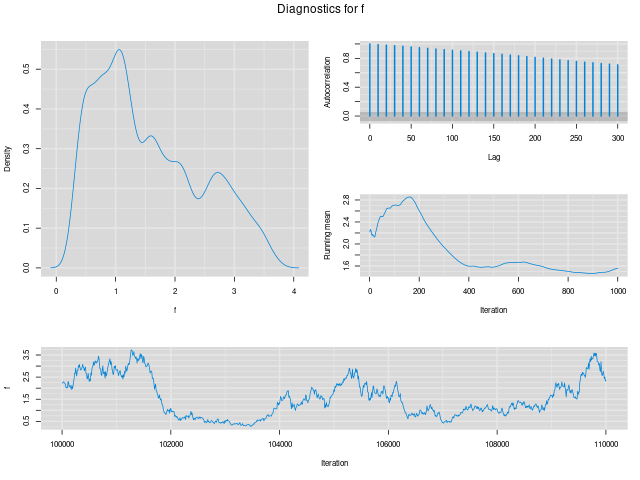 Diagnostics for f
Density
0.0 0.1 0.2 0.3 0.4 0.5
0 1 2 3 4
f
Autocorrelation
0.0 0.4 0.8
0 50 100 150 200 250 300
Lag
Running mean
1.6 2.0 2.4 2.8
0 200 400 600 800 1000
Iteration
f
0.5 1.5 2.5 3.5
100000 102000 104000 106000 108000 110000
Iteration